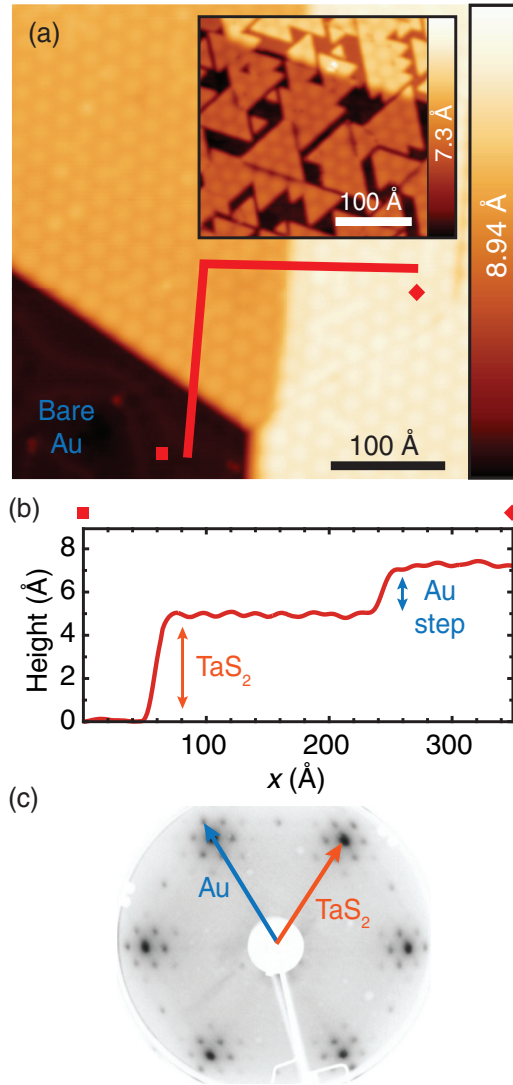 (a)
7.3 Å
100 Å
8.94 Å
Bare
Au
100 Å
(b)
8
6
4
2
0
Height (Å)
TaS₂
Au
step
100
200
300
x (Å)
(c)
Au
TaS₂